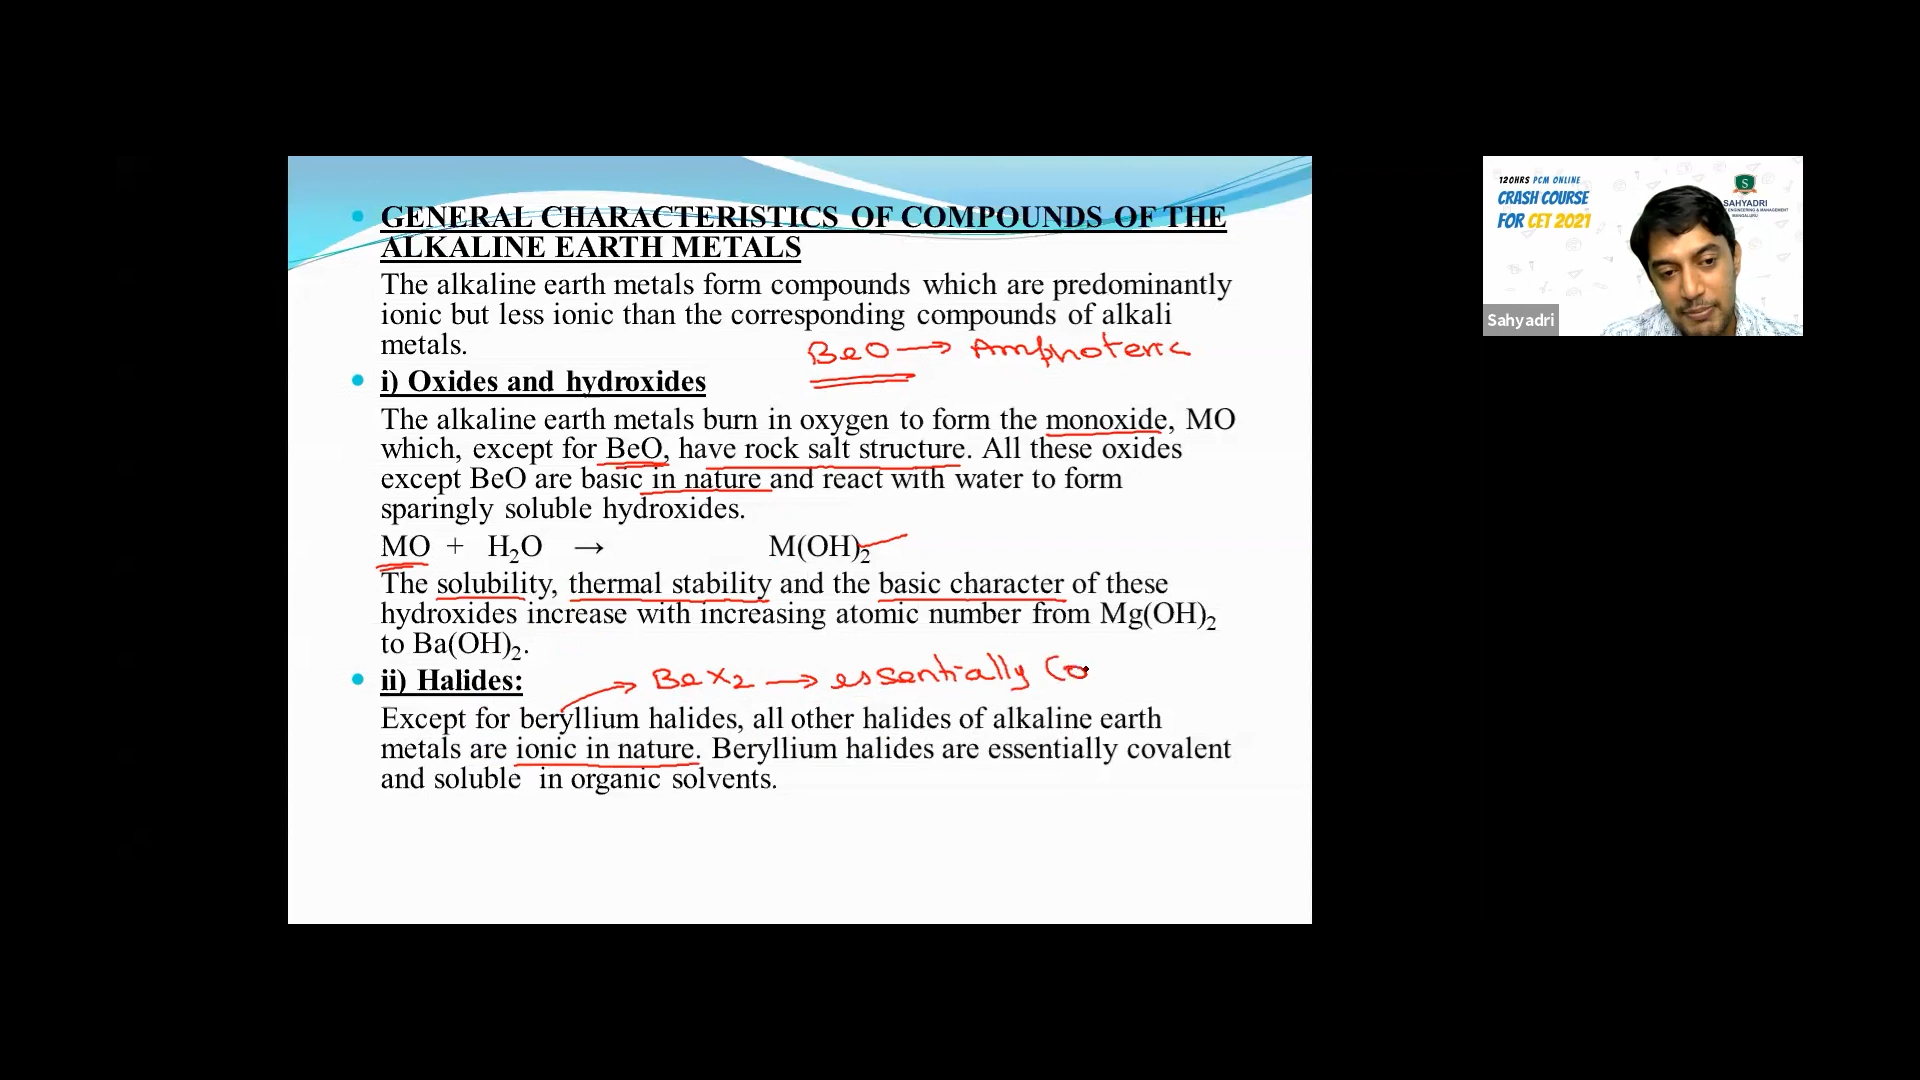 GENERAL CHARACTERISTICS OF COMPOUNDS OF THE
ALKALINE EARTH METALS
The alkaline earth metals form compounds which are predominantly
ionic but less ionic than the corresponding compounds of alkali
metals.
BeO → Amphoteric
i) Oxides and hydroxides
The alkaline earth metals burn in oxygen to form the monoxide, MO
which, except for BeO, have rock salt structure. All these oxides
except BeO are basic in nature and react with water to form
sparingly soluble hydroxides.
MO + H₂O → M(OH)₂
The solubility, thermal stability and the basic character of these
hydroxides increase with increasing atomic number from Mg(OH)₂
to Ba(OH)₂.
→ BeX₂ → essentially Co
ii) Halides:
Except for beryllium halides, all other halides of alkaline earth
metals are ionic in nature. Beryllium halides are essentially covalent
and soluble in organic solvents.
120HRS PCM ONLINE
CRASH COURSE
FOR CET 2021
S
SAHYADRI
ENGINEERING & MANAGEMENT
MANGALURU
Sahyadri